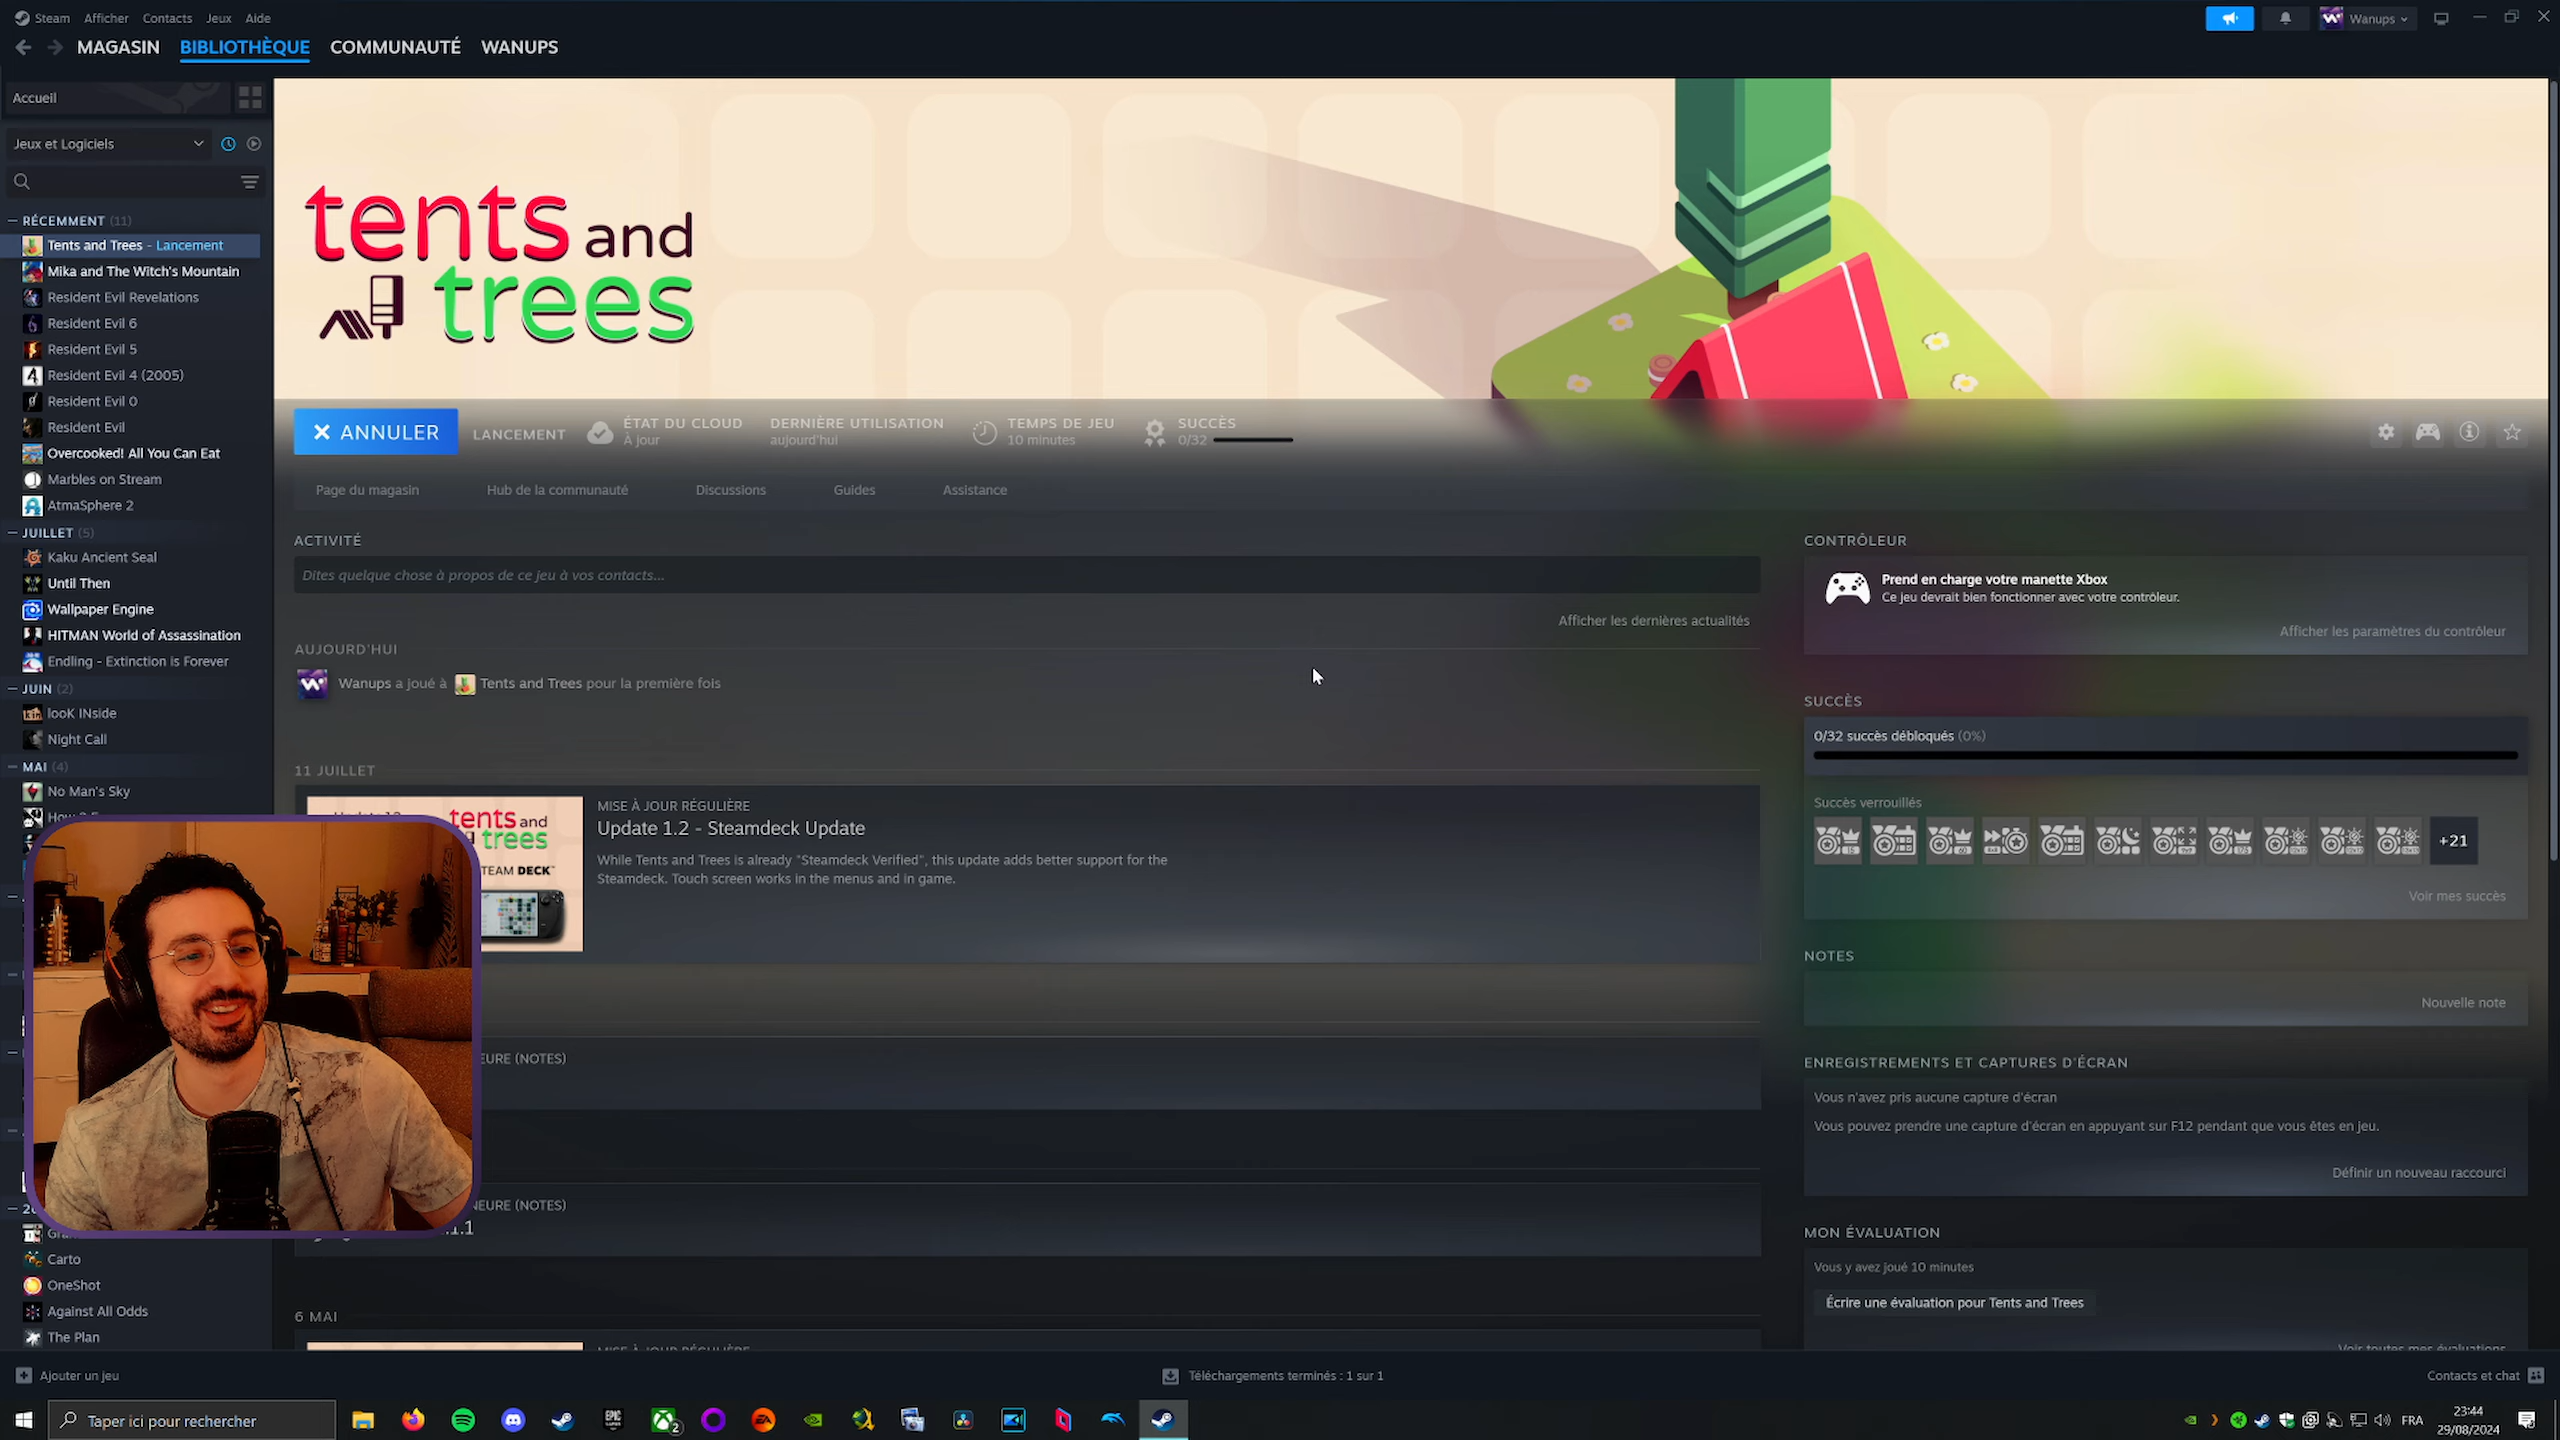 Steam Afficher Contacts Jeux Aide
Wanups
MAGASIN BIBLIOTHÈQUE COMMUNAUTÉ WANUPS
Accueil
Jeux et Logiciels
RÉCEMMENT (11)
Tents and Trees - Lancement
Mika and The Witch's Mountain
Resident Evil Revelations
Resident Evil 6
Resident Evil 5
Resident Evil 4 (2005)
Resident Evil 0
Resident Evil
Overcooked! All You Can Eat
Marbles on Stream
AtmaSphere 2
JUILLET (5)
Kaku Ancient Seal
Until Then
Wallpaper Engine
HITMAN World of Assassination
Endling - Extinction is Forever
JUIN (2)
looK INside
Night Call
MAI (4)
No Man's Sky
Carto
OneShot
Against All Odds
The Plan
Ajouter un jeu
tents and
trees
ANNULER
LANCEMENT
ÉTAT DU CLOUD
À jour
DERNIÈRE UTILISATION
aujourd'hui
TEMPS DE JEU
10 minutes
SUCCÈS
0/32
Page du magasin Hub de la communauté Discussions Guides Assistance
ACTIVITÉ
Dites quelque chose à propos de ce jeu à vos contacts...
Afficher les dernières actualités
AUJOURD'HUI
Wanups a joué à Tents and Trees pour la première fois
11 JUILLET
tents and
trees
STEAM DECK
MISE À JOUR RÉGULIÈRE
Update 1.2 - Steamdeck Update
While Tents and Trees is already "Steamdeck Verified", this update adds better support for the
Steamdeck. Touch screen works in the menus and in game.
EURE (NOTES)
EURE (NOTES)
.1.1
6 MAI
MISE À JOUR RÉGULIÈRE
CONTRÔLEUR
Prend en charge votre manette Xbox
Ce jeu devrait bien fonctionner avec votre contrôleur.
Afficher les paramètres du contrôleur
SUCCÈS
0/32 succès débloqués (0%)
Succès verrouillés
+21
Voir mes succès
NOTES
Nouvelle note
ENREGISTREMENTS ET CAPTURES D'ÉCRAN
Vous n'avez pris aucune capture d'écran
Vous pouvez prendre une capture d'écran en appuyant sur F12 pendant que vous êtes en jeu.
Définir un nouveau raccourci
MON ÉVALUATION
Vous y avez joué 10 minutes
Écrire une évaluation pour Tents and Trees
Voir toutes mes évaluations
Téléchargements terminés : 1 sur 1
Contacts et chat
Taper ici pour rechercher
EPIC
2
EA
FRA
23:44
29/08/2024